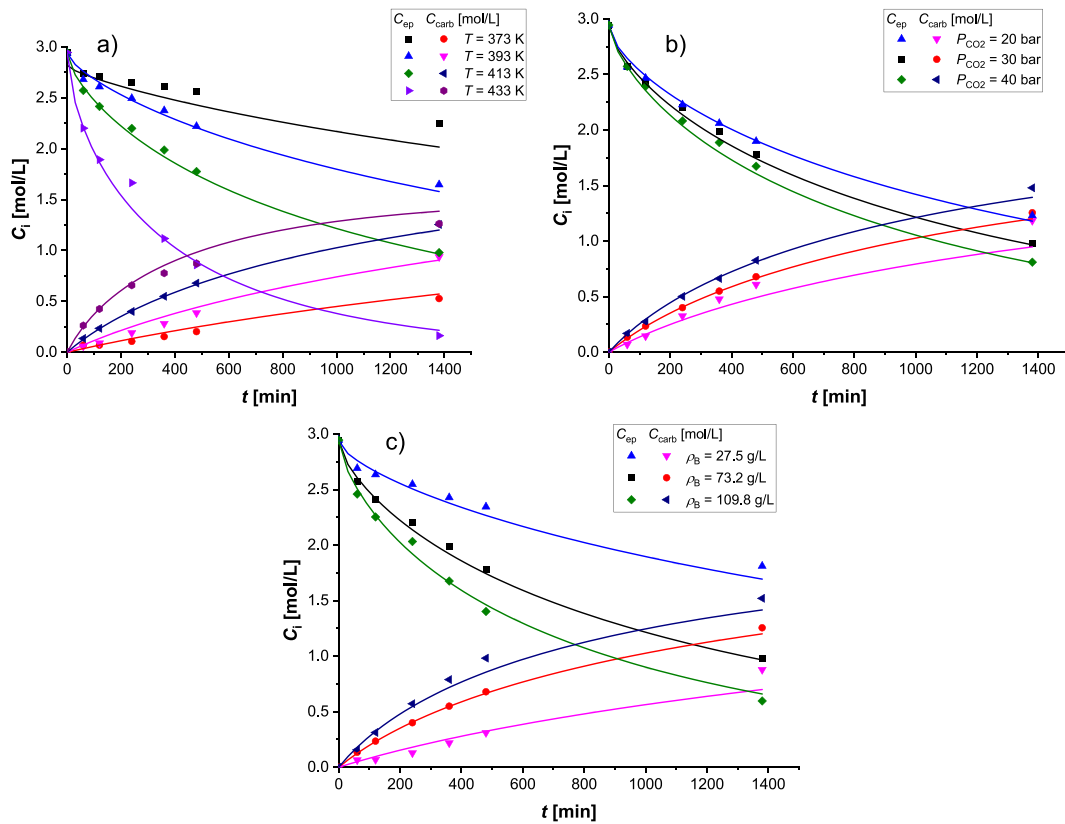 a)
C_ep C_carb [mol/L]
T = 373 K
T = 393 K
T = 413 K
T = 433 K
3.0
2.5
2.0
1.5
1.0
0.5
0.0
C_i [mol/L]
0 200 400 600 800 1000 1200 1400
t [min]
b)
C_ep C_carb [mol/L]
P_CO2 = 20 bar
P_CO2 = 30 bar
P_CO2 = 40 bar
3.0
2.5
2.0
1.5
1.0
0.5
0.0
C_i [mol/L]
0 200 400 600 800 1000 1200 1400
t [min]
c)
C_ep C_carb [mol/L]
ρ_B = 27.5 g/L
ρ_B = 73.2 g/L
ρ_B = 109.8 g/L
3.0
2.5
2.0
1.5
1.0
0.5
0.0
C_i [mol/L]
0 200 400 600 800 1000 1200 1400
t [min]